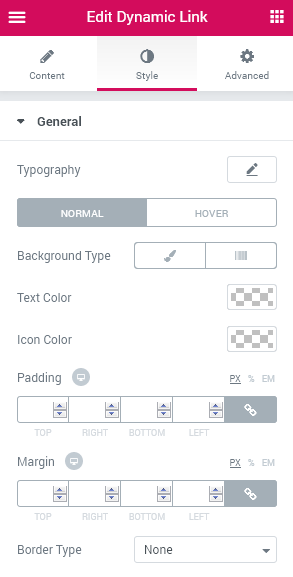 Edit Dynamic Link
Content Style Advanced
General
Typography
NORMAL HOVER
Background Type
Text Color
Icon Color
Padding PX % EM
TOP RIGHT BOTTOM LEFT
Margin PX % EM
TOP RIGHT BOTTOM LEFT
Border Type None